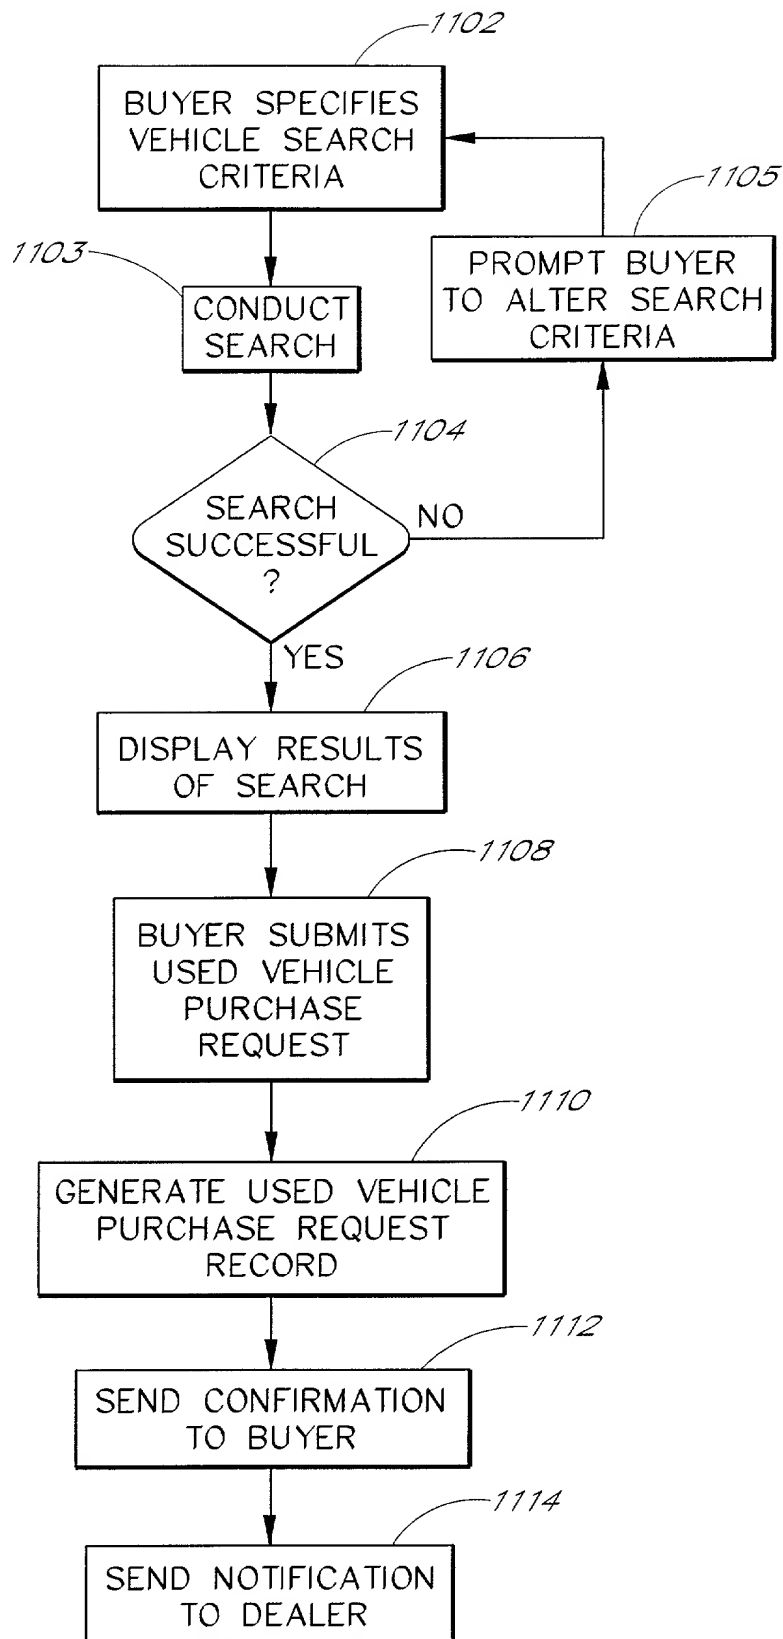 1102
BUYER SPECIFIES
VEHICLE SEARCH
CRITERIA
1105
PROMPT BUYER
TO ALTER SEARCH
CRITERIA
1103
CONDUCT
SEARCH
1104
SEARCH
SUCCESSFUL
?
NO
YES
1106
DISPLAY RESULTS
OF SEARCH
1108
BUYER SUBMITS
USED VEHICLE
PURCHASE
REQUEST
1110
GENERATE USED VEHICLE
PURCHASE REQUEST
RECORD
1112
SEND CONFIRMATION
TO BUYER
1114
SEND NOTIFICATION
TO DEALER